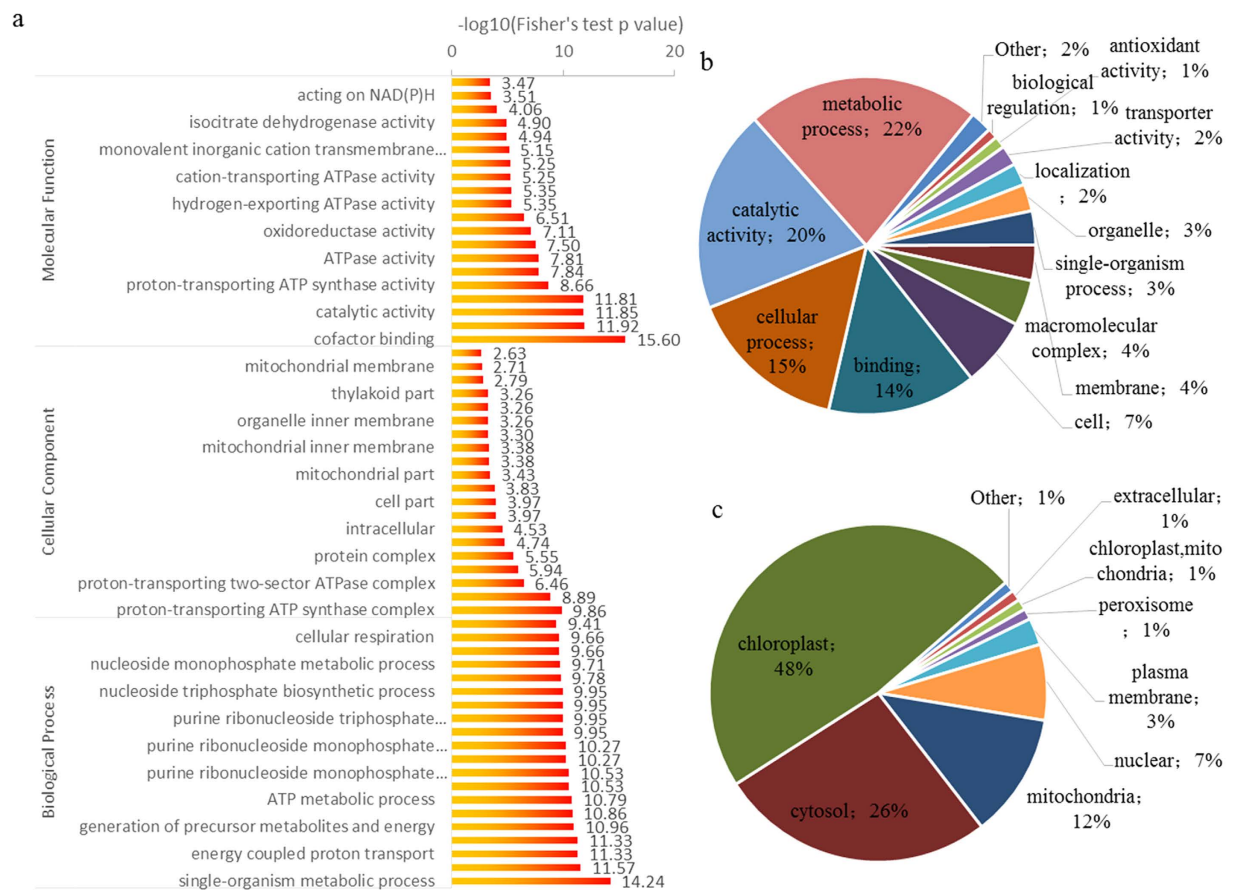 a
-log10(Fisher's test p value)
0 10 20
Molecular Function
3.47
acting on NAD(P)H 3.51
4.06
isocitrate dehydrogenase activity 4.90
4.94
monovalent inorganic cation transmembrane... 5.15
5.25
cation-transporting ATPase activity 5.25
5.35
hydrogen-exporting ATPase activity 5.35
6.51
oxidoreductase activity 7.11
7.50
ATPase activity 7.81
7.84
proton-transporting ATP synthase activity 8.66
11.81
catalytic activity 11.85
11.92
cofactor binding 15.60
Cellular Component
2.63
mitochondrial membrane 2.71
2.79
thylakoid part 3.26
3.26
organelle inner membrane 3.26
3.30
mitochondrial inner membrane 3.38
3.38
mitochondrial part 3.43
3.83
cell part 3.97
3.97
intracellular 4.53
4.74
protein complex 5.55
5.94
proton-transporting two-sector ATPase complex 6.46
8.89
proton-transporting ATP synthase complex 9.86
Biological Process
9.41
cellular respiration 9.66
9.66
nucleoside monophosphate metabolic process 9.71
9.78
nucleoside triphosphate biosynthetic process 9.95
9.95
purine ribonucleoside triphosphate... 9.95
9.95
purine ribonucleoside monophosphate... 10.27
10.27
purine ribonucleoside monophosphate... 10.53
10.53
ATP metabolic process 10.79
10.86
generation of precursor metabolites and energy 10.96
11.33
energy coupled proton transport 11.33
11.57
single-organism metabolic process 14.24
b
Other; 2%
antioxidant
activity; 1%
biological
regulation; 1%
transporter
activity; 2%
localization
; 2%
organelle; 3%
single-organism
process; 3%
macromolecular
complex; 4%
membrane; 4%
cell; 7%
binding;
14%
cellular
process;
15%
catalytic
activity; 20%
metabolic
process; 22%
c
Other; 1%
extracellular;
1%
chloroplast,mito
chondria; 1%
peroxisome
; 1%
plasma
membrane;
3%
nuclear; 7%
mitochondria;
12%
cytosol; 26%
chloroplast;
48%